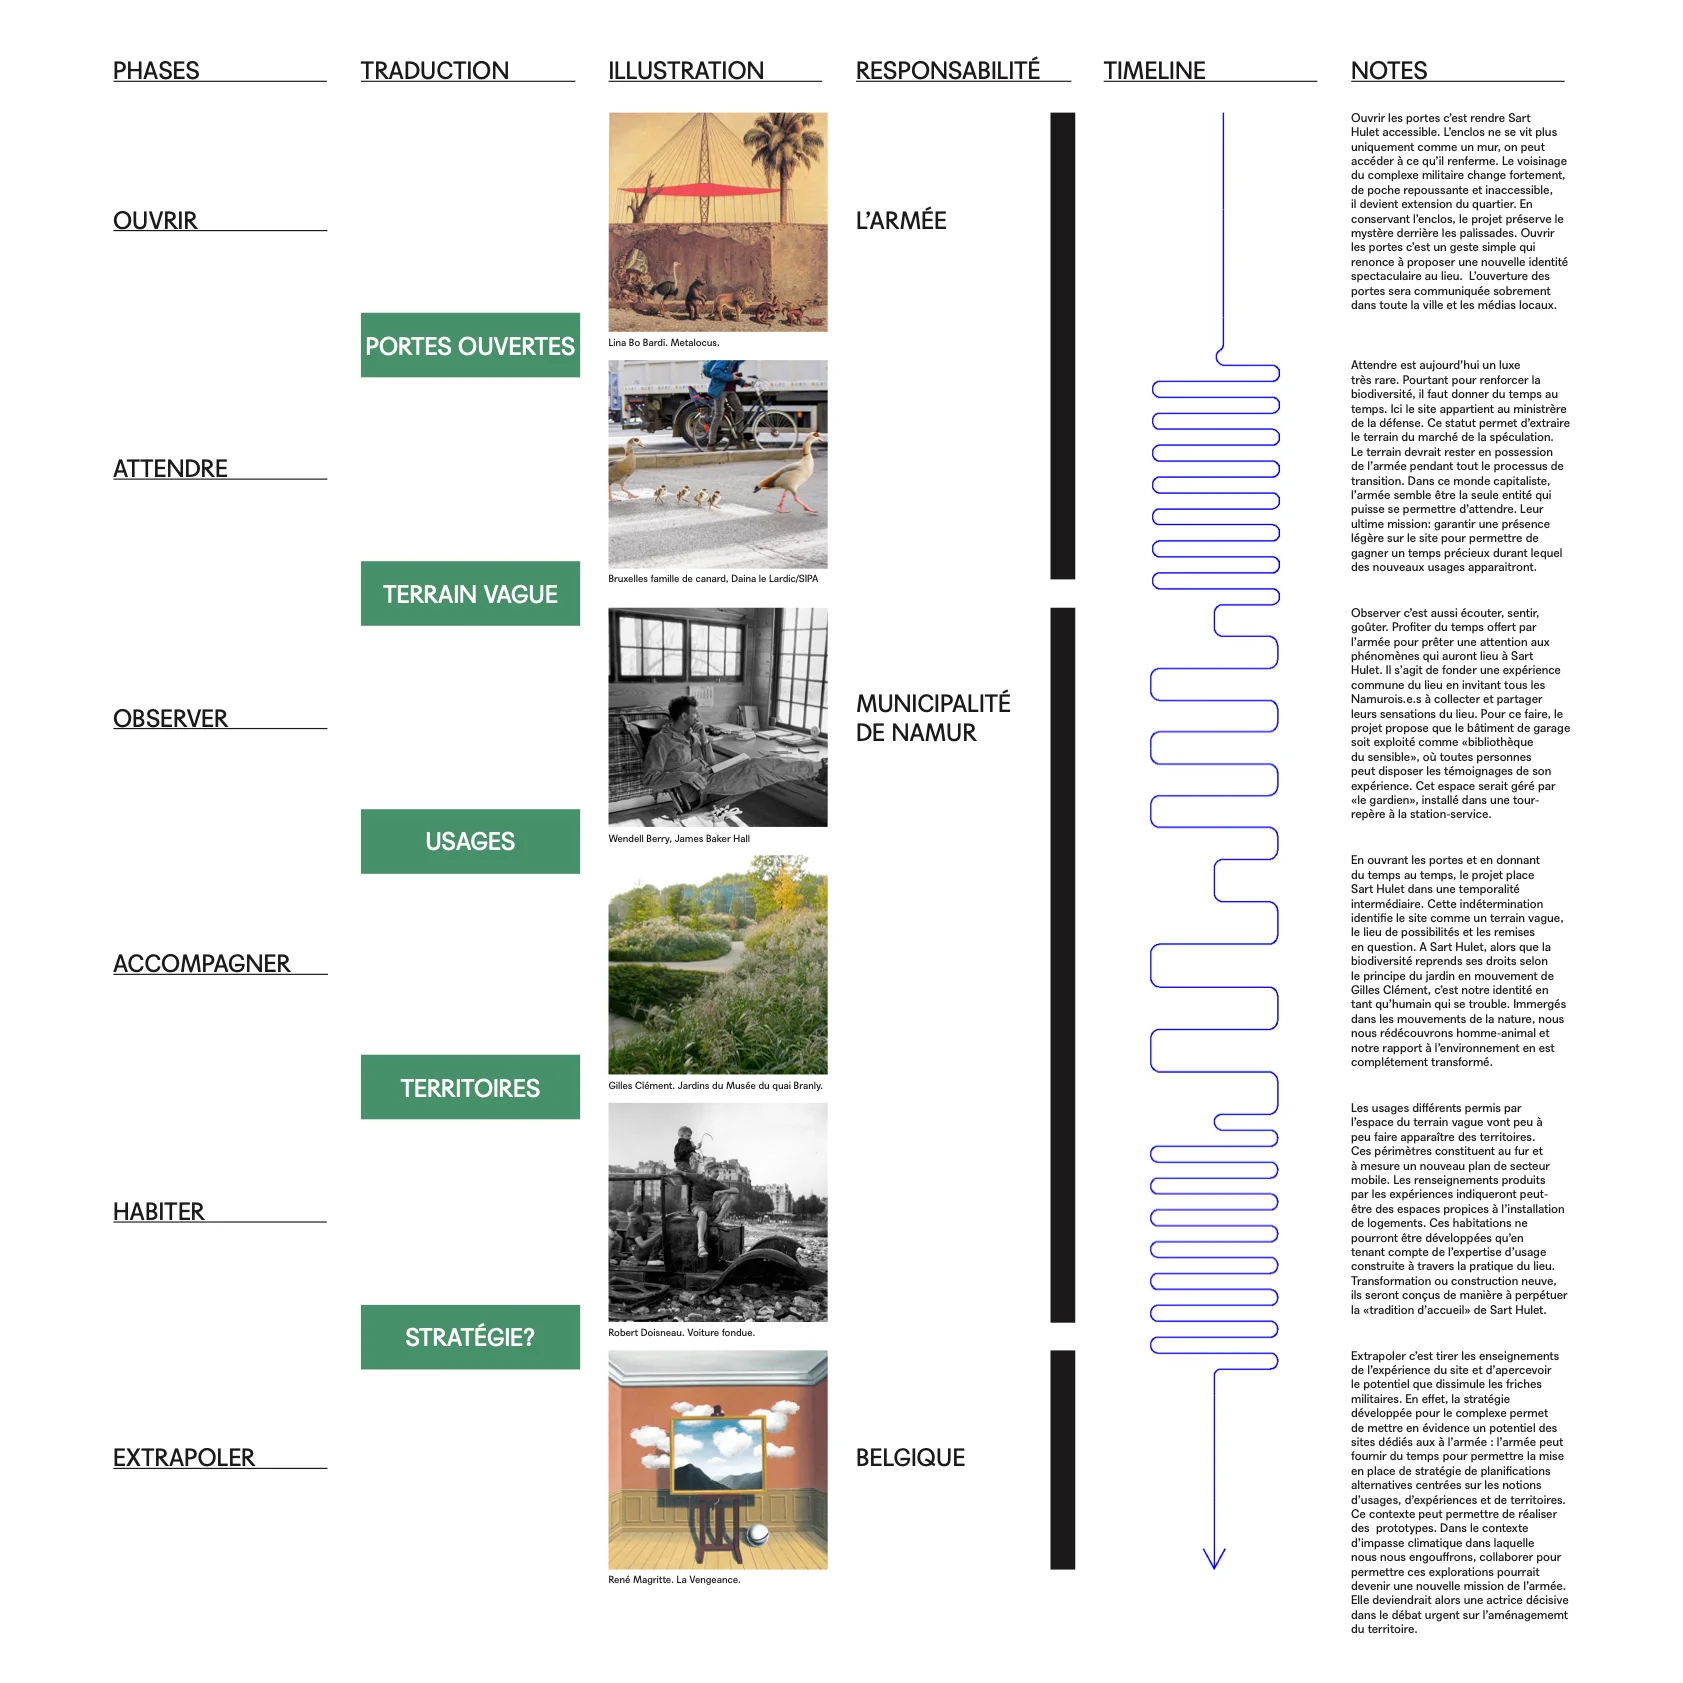 PHASES
TRADUCTION
ILLUSTRATION
RESPONSABILITÉ
TIMELINE
NOTES
OUVRIR
L'ARMÉE
Ouvrir les portes c'est rendre Sart
Hulet accessible. L'enclos ne se vit plus
uniquement comme un mur, on peut
accéder à ce qu'il renferme. Le voisinage
du complexe militaire change fortement,
de poche repoussante et inaccessible,
il devient extension du quartier. En
conservant l'enclos, le projet préserve le
mystère derrière les palissades. Ouvrir
les portes c'est un geste simple qui
renonce à proposer une nouvelle identité
spectaculaire au lieu.  L'ouverture des
portes sera communiquée sobrement
dans toute la ville et les médias locaux.
PORTES OUVERTES
Lina Bo Bardi. Metalocus.
ATTENDRE
Attendre est aujourd'hui un luxe
très rare. Pourtant pour renforcer la
biodiversité, il faut donner du temps au
temps. Ici le site appartient au ministrère
de la défense. Ce statut permet d'extraire
le terrain du marché de la spéculation.
Le terrain devrait rester en possession
de l'armée pendant tout le processus de
transition. Dans ce monde capitaliste,
l'armée semble être la seule entité qui
puisse se permettre d'attendre. Leur
ultime mission: garantir une présence
légère sur le site pour permettre de
gagner un temps précieux durant lequel
des nouveaux usages apparaitront.
TERRAIN VAGUE
Bruxelles famille de canard, Daina le Lardic/SIPA
OBSERVER
MUNICIPALITÉ
DE NAMUR
Observer c'est aussi écouter, sentir,
goûter. Profiter du temps offert par
l'armée pour prêter une attention aux
phénomènes qui auront lieu à Sart
Hulet. Il s'agit de fonder une expérience
commune du lieu en invitant tous les
Namurois.e.s à collecter et partager
leurs sensations du lieu. Pour ce faire, le
projet propose que le bâtiment de garage
soit exploité comme «bibliothèque
du sensible», où toutes personnes
peut disposer les témoignages de son
expérience. Cet espace serait géré par
«le gardien», installé dans une tour-
repère à la station-service.
USAGES
Wendell Berry, James Baker Hall
ACCOMPAGNER
En ouvrant les portes et en donnant
du temps au temps, le projet place
Sart Hulet dans une temporalité
intermédiaire. Cette indétermination
identifie le site comme un terrain vague,
le lieu de possibilités et les remises
en question. A Sart Hulet, alors que la
biodiversité reprends ses droits selon
le principe du jardin en mouvement de
Gilles Clément, c'est notre identité en
tant qu'humain qui se trouble. Immergés
dans les mouvements de la nature, nous
nous rédécouvrons homme-animal et
notre rapport à l'environnement en est
complétement transformé.
TERRITOIRES
Gilles Clément. Jardins du Musée du quai Branly.
HABITER
Les usages différents permis par
l'espace du terrain vague vont peu à
peu faire apparaître des territoires.
Ces périmètres constituent au fur et
à mesure un nouveau plan de secteur
mobile. Les renseignements produits
par les expériences indiqueront peut-
être des espaces propices à l'installation
de logements. Ces habitations ne
pourront être développées qu'en
tenant compte de l'expertise d'usage
construite à travers la pratique du lieu.
Transformation ou construction neuve,
ils seront conçus de manière à perpétuer
la «tradition d'accueil» de Sart Hulet.
STRATÉGIE?
Robert Doisneau. Voiture fondue.
EXTRAPOLER
BELGIQUE
Extrapoler c'est tirer les enseignements
de l'expérience du site et d'apercevoir
le potentiel que dissimule les friches
militaires. En effet, la stratégie
développée pour le complexe permet
de mettre en évidence un potentiel des
sites dédiés aux à l'armée : l'armée peut
fournir du temps pour permettre la mise
en place de stratégie de planifications
alternatives centrées sur les notions
d'usages, d'expériences et de territoires.
Ce contexte peut permettre de réaliser
des  prototypes. Dans le contexte
d'impasse climatique dans laquelle
nous nous engouffrons, collaborer pour
permettre ces explorations pourrait
devenir une nouvelle mission de l'armée.
Elle deviendrait alors une actrice décisive
dans le débat urgent sur l'aménagememt
du territoire.
René Magritte. La Vengeance.